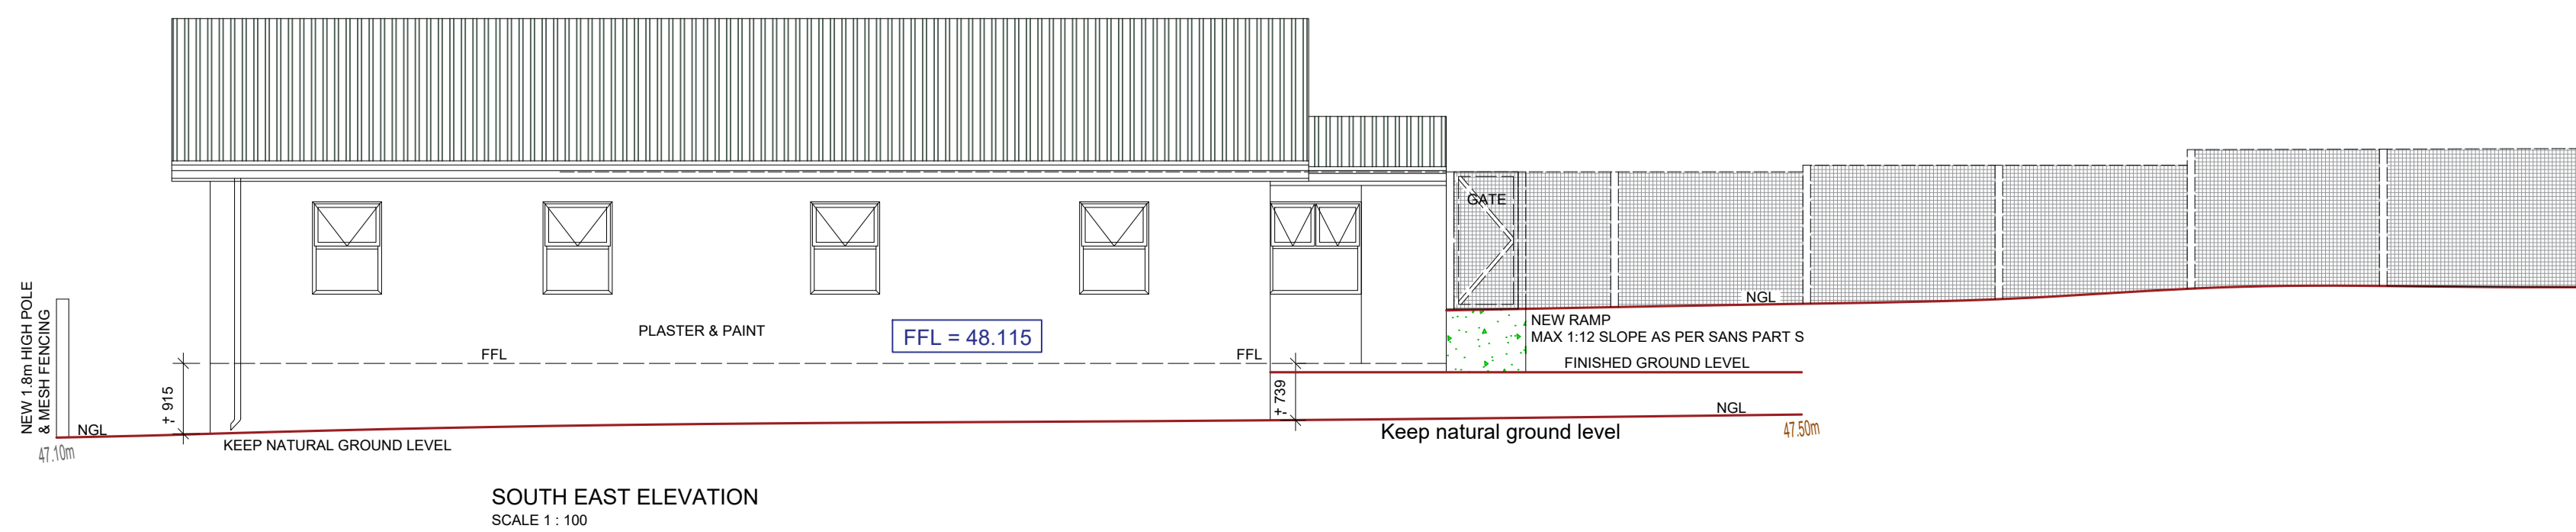 GATE
NEW 1.8m HIGH POLE
& MESH FENCING
NGL
NEW RAMP
MAX 1:12 SLOPE AS PER SANS PART S
PLASTER & PAINT
FFL = 48.115
FFL
FFL
FINISHED GROUND LEVEL
+- 915
+- 739
NGL
NGL
KEEP NATURAL GROUND LEVEL
Keep natural ground level
47.50m
47.10m
SOUTH EAST ELEVATION
SCALE 1 : 100